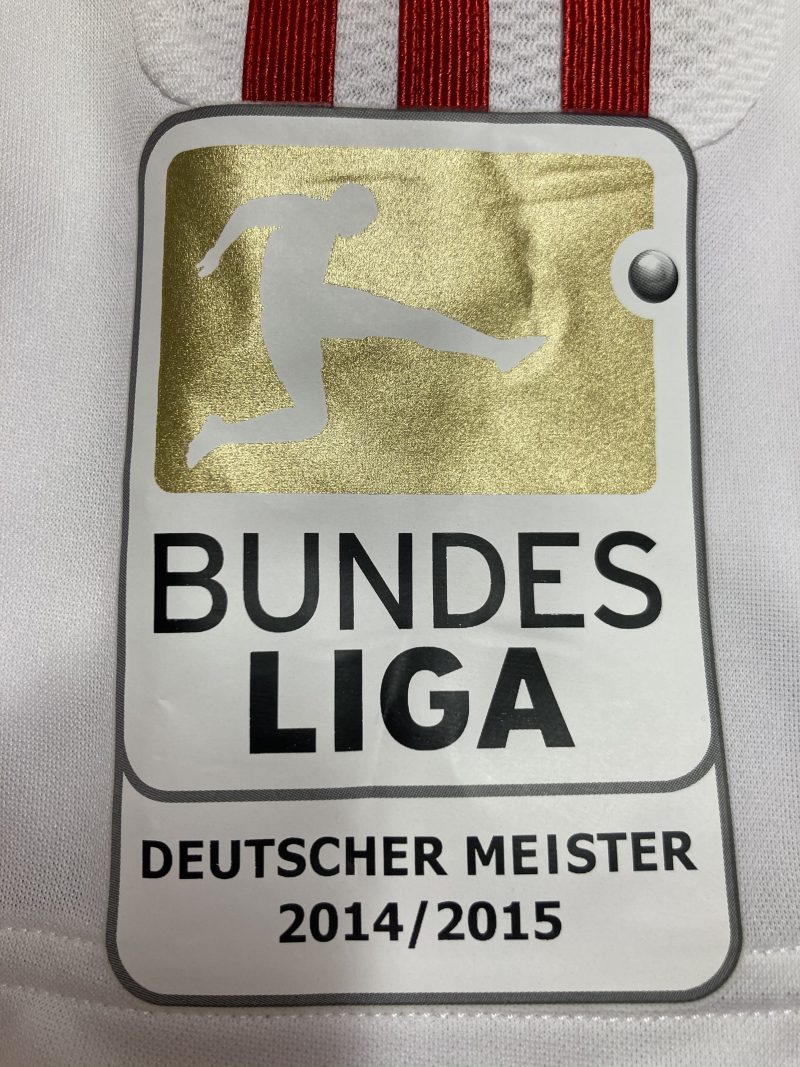 BUNDES
LIGA
DEUTSCHER MEISTER
2014/2015